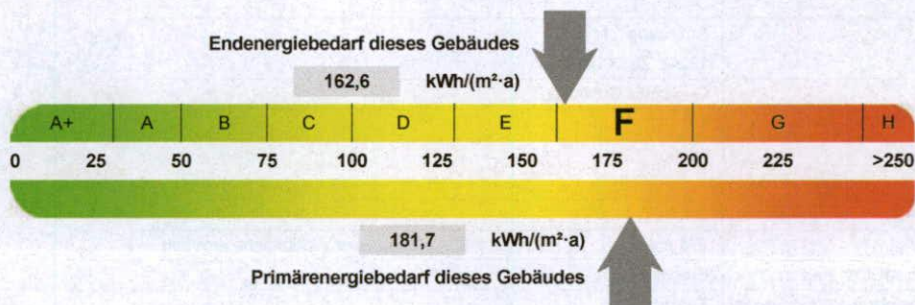 Endenergiebedarf dieses Gebäudes
162,6 kWh/(m²·a)
A+ A B C D E F G H
0 25 50 75 100 125 150 175 200 225 >250
181,7 kWh/(m²·a)
Primärenergiebedarf dieses Gebäudes